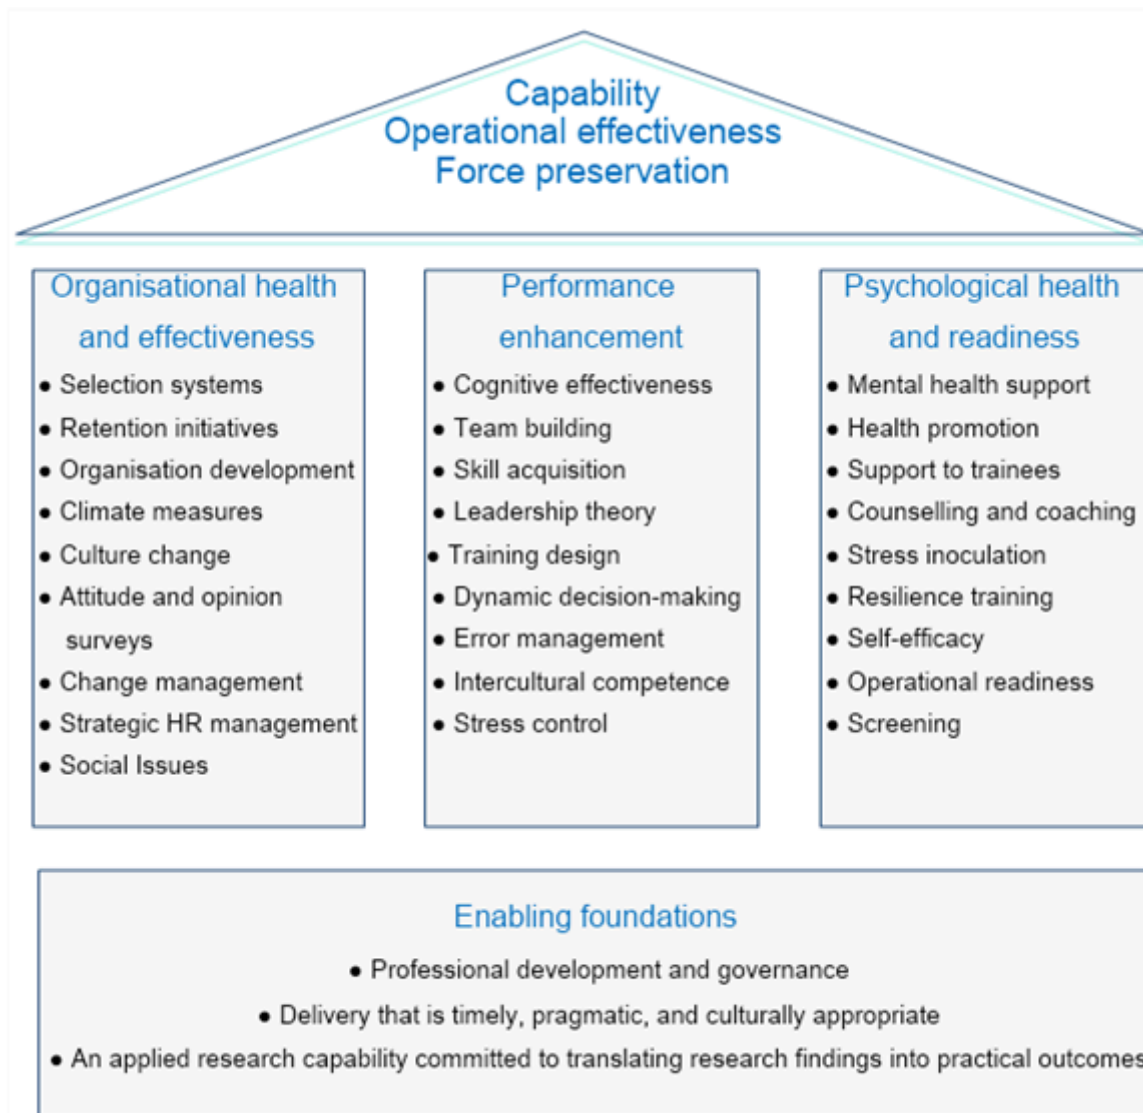 Capability
Operational effectiveness
Force preservation
Organisational health
and effectiveness
● Selection systems
● Retention initiatives
● Organisation development
● Climate measures
● Culture change
● Attitude and opinion
surveys
● Change management
● Strategic HR management
● Social Issues
Performance
enhancement
● Cognitive effectiveness
● Team building
● Skill acquisition
● Leadership theory
● Training design
● Dynamic decision-making
● Error management
● Intercultural competence
● Stress control
Psychological health
and readiness
● Mental health support
● Health promotion
● Support to trainees
● Counselling and coaching
● Stress inoculation
● Resilience training
● Self-efficacy
● Operational readiness
● Screening
Enabling foundations
● Professional development and governance
● Delivery that is timely, pragmatic, and culturally appropriate
● An applied research capability committed to translating research findings into practical outcomes